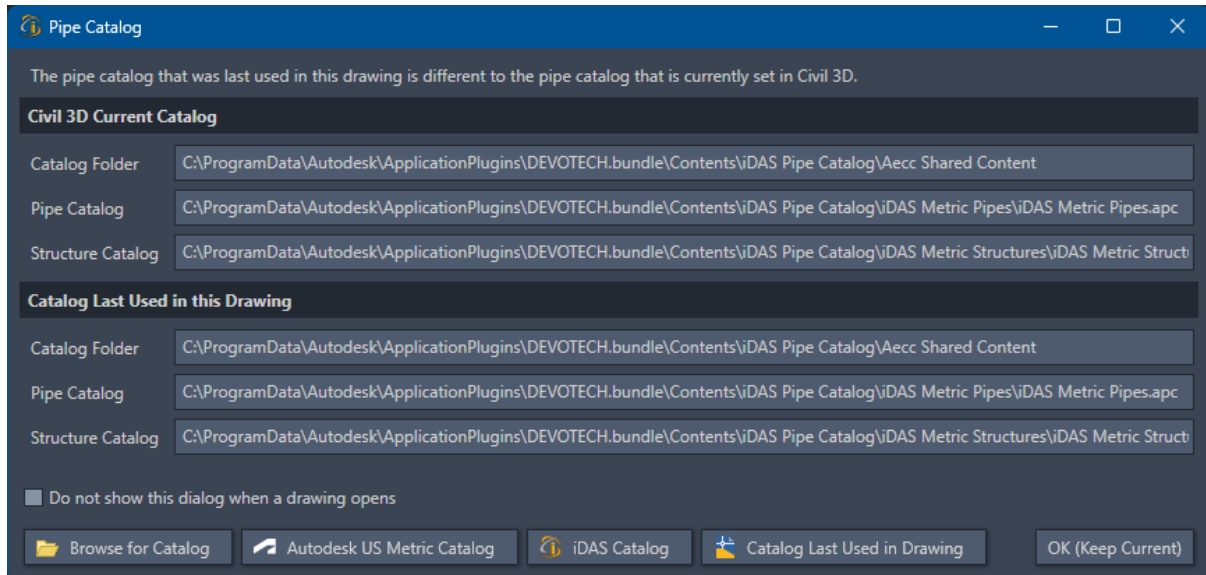 Pipe Catalog
The pipe catalog that was last used in this drawing is different to the pipe catalog that is currently set in Civil 3D.
Civil 3D Current Catalog
Catalog Folder C:\ProgramData\Autodesk\ApplicationPlugins\DEVOTECH.bundle\Contents\iDAS Pipe Catalog\Aecc Shared Content
Pipe Catalog C:\ProgramData\Autodesk\ApplicationPlugins\DEVOTECH.bundle\Contents\iDAS Pipe Catalog\iDAS Metric Pipes\iDAS Metric Pipes.apc
Structure Catalog C:\ProgramData\Autodesk\ApplicationPlugins\DEVOTECH.bundle\Contents\iDAS Pipe Catalog\iDAS Metric Structures\iDAS Metric Struct
Catalog Last Used in this Drawing
Catalog Folder C:\ProgramData\Autodesk\ApplicationPlugins\DEVOTECH.bundle\Contents\iDAS Pipe Catalog\Aecc Shared Content
Pipe Catalog C:\ProgramData\Autodesk\ApplicationPlugins\DEVOTECH.bundle\Contents\iDAS Pipe Catalog\iDAS Metric Pipes\iDAS Metric Pipes.apc
Structure Catalog C:\ProgramData\Autodesk\ApplicationPlugins\DEVOTECH.bundle\Contents\iDAS Pipe Catalog\iDAS Metric Structures\iDAS Metric Struct
Do not show this dialog when a drawing opens
Browse for Catalog Autodesk US Metric Catalog iDAS Catalog Catalog Last Used in Drawing OK (Keep Current)